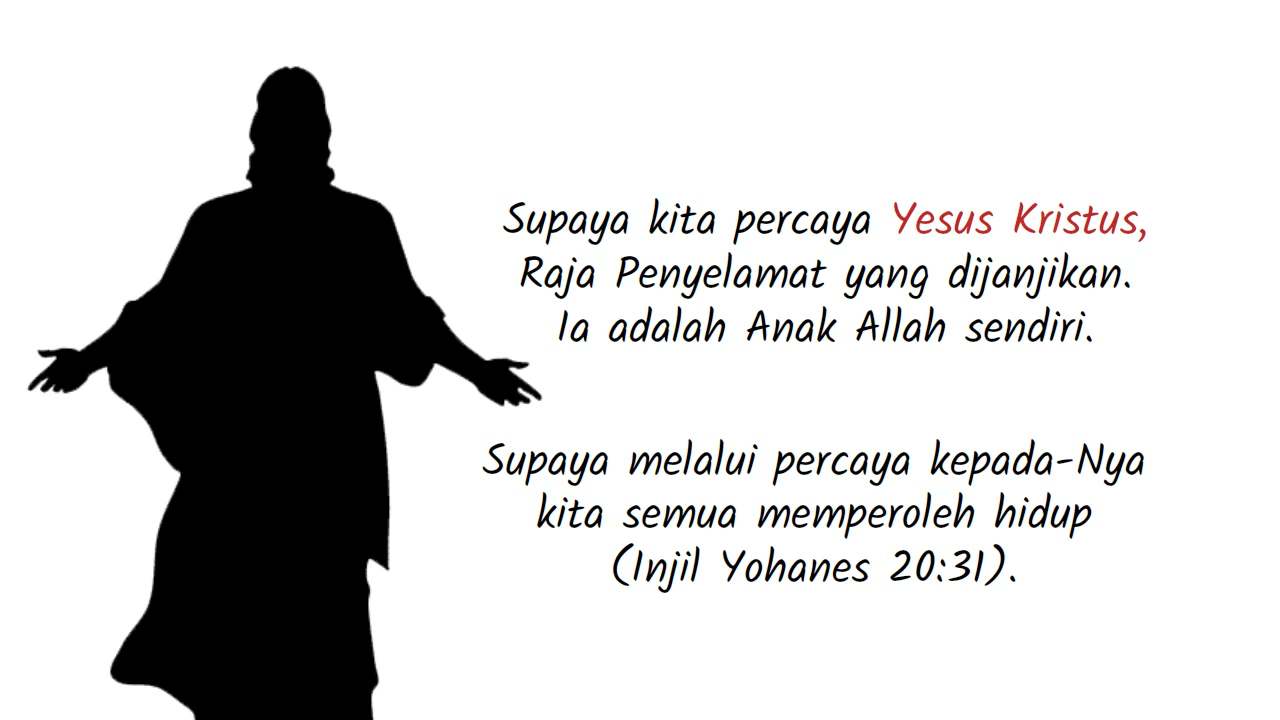 Supaya kita percaya Yesus Kristus,
Raja Penyelamat yang dijanjikan.
Ia adalah Anak Allah sendiri.
Supaya melalui percaya kepada-Nya
kita semua memperoleh hidup
(Injil Yohanes 20:31).